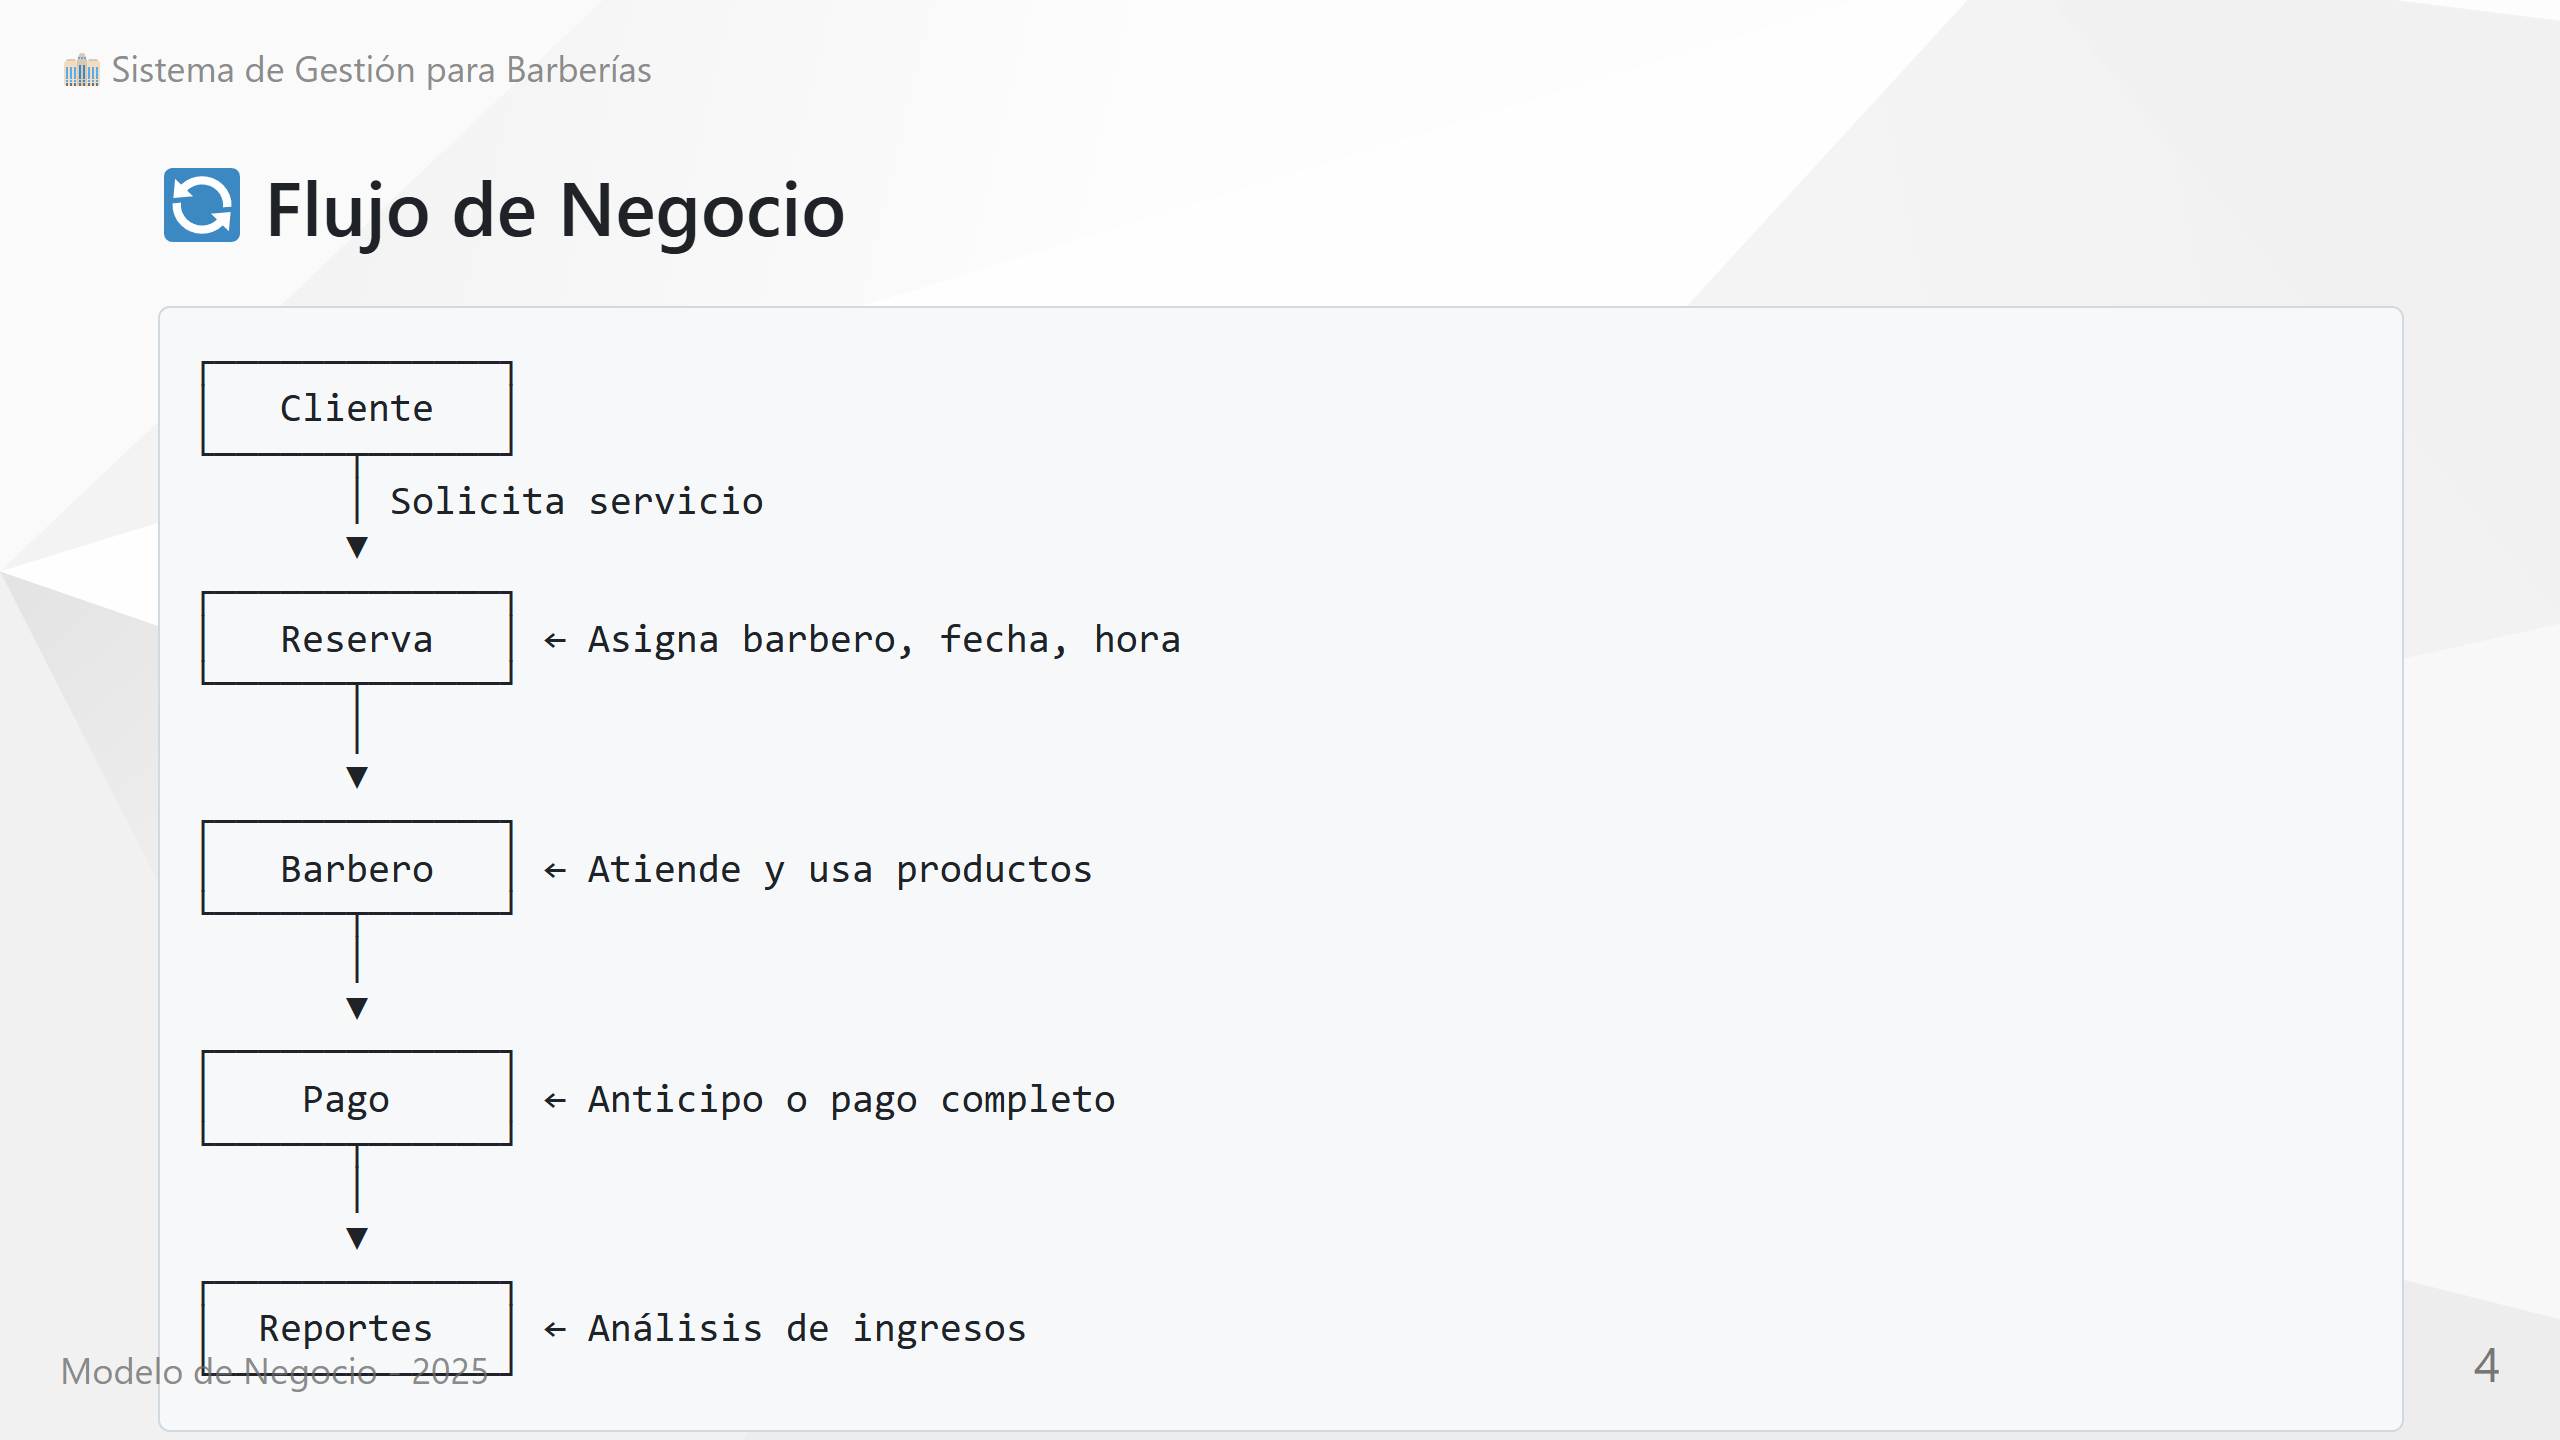 Sistema de Gestión para Barberías
Flujo de Negocio
Cliente
Solicita servicio
Reserva ← Asigna barbero, fecha, hora
Barbero ← Atiende y usa productos
Pago ← Anticipo o pago completo
Reportes ← Análisis de ingresos
Modelo de Negocio - 2025
4